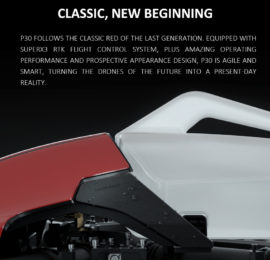 CLASSIC, NEW BEGINNING
P30 FOLLOWS THE CLASSIC RED OF THE LAST GENERATION. EQUIPPED WITH
SUPERX3 RTK FLIGHT CONTROL SYSTEM, PLUS AMAZING OPERATING
PERFORMANCE AND PROSPECTIVE APPEARANCE DESIGN, P30 IS AGILE AND
SMART, TURNING THE DRONES OF THE FUTURE INTO A PRESENT-DAY
REALITY.